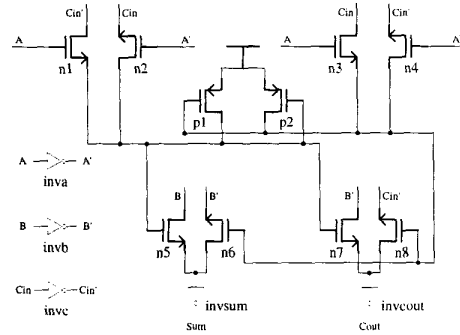 Cin' Cin Cin Cin'
A A' A A'
n1 n2 n3 n4
p1 p2
A A'
inva
B B' B' Cin'
B B'
invb
n5 n6 n7 n8
Cin Cin'
invc
invsum invcout
Sum Cout